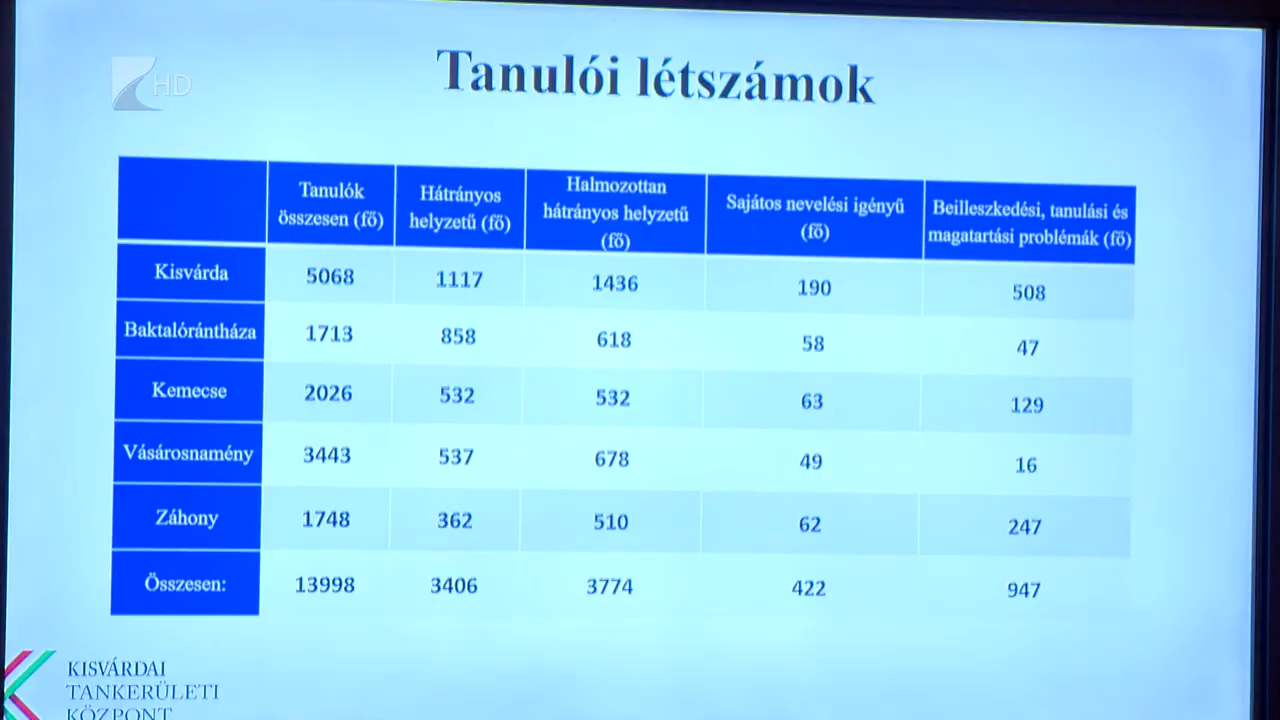 HD
Tanulói létszámok
Tanulók összesen (fő) Hátrányos helyzetű (fő) Halmozottan hátrányos helyzetű (fő) Sajátos nevelési igényű (fő) Beilleszkedési, tanulási és magatartási problémák (fő)
Kisvárda 5068 1117 1436 190 508
Baktalórántháza 1713 858 618 58 47
Kemecse 2026 532 532 63 129
Vásárosnamény 3443 537 678 49 16
Záhony 1748 362 510 62 247
Összesen: 13998 3406 3774 422 947
KISVÁRDAI
TANKERÜLETI
KÖZPONT